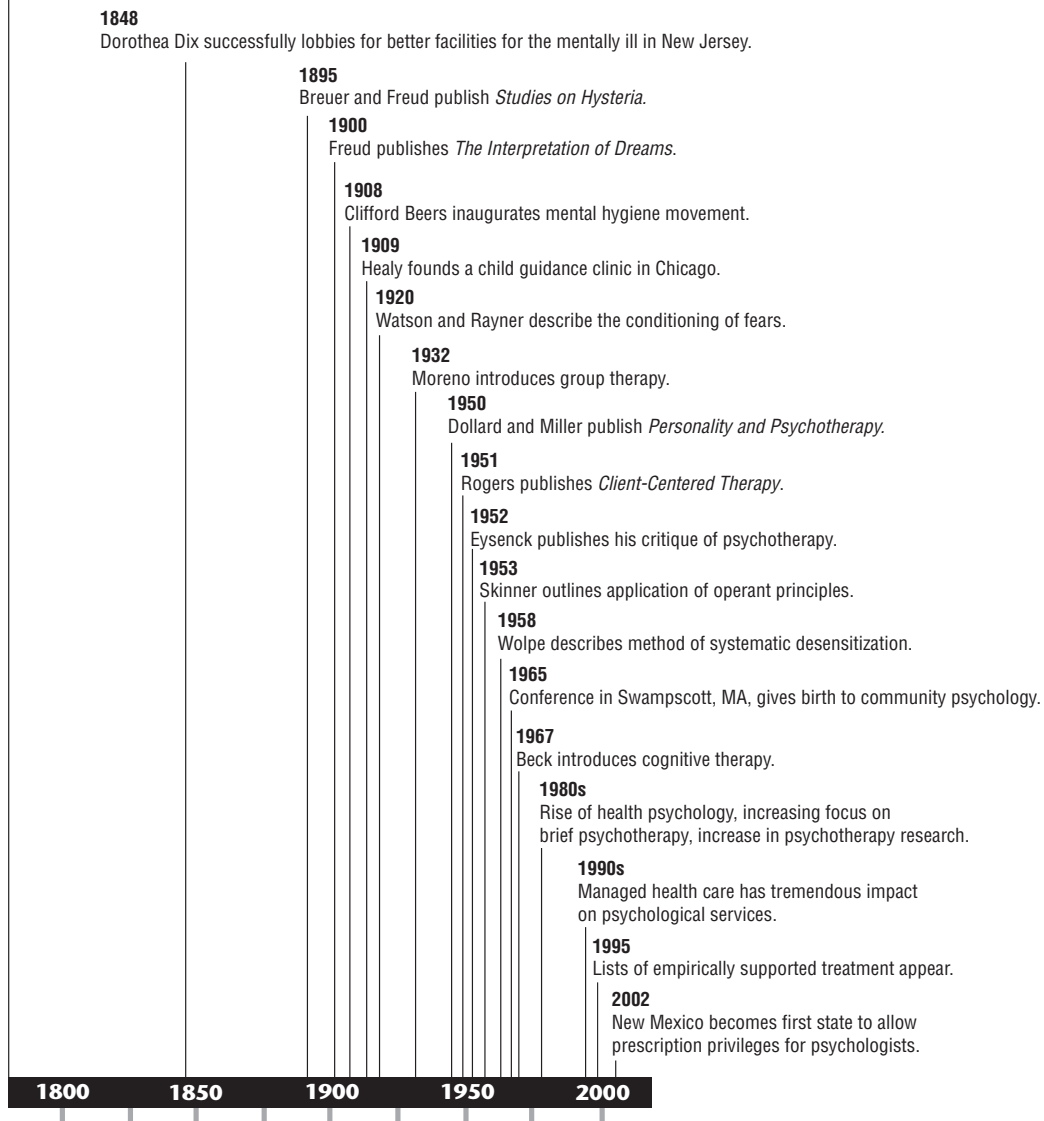 1848
Dorothea Dix successfully lobbies for better facilities for the mentally ill in New Jersey.
1895
Breuer and Freud publish Studies on Hysteria.
1900
Freud publishes The Interpretation of Dreams.
1908
Clifford Beers inaugurates mental hygiene movement.
1909
Healy founds a child guidance clinic in Chicago.
1920
Watson and Rayner describe the conditioning of fears.
1932
Moreno introduces group therapy.
1950
Dollard and Miller publish Personality and Psychotherapy.
1951
Rogers publishes Client-Centered Therapy.
1952
Eysenck publishes his critique of psychotherapy.
1953
Skinner outlines application of operant principles.
1958
Wolpe describes method of systematic desensitization.
1965
Conference in Swampscott, MA, gives birth to community psychology.
1967
Beck introduces cognitive therapy.
1980s
Rise of health psychology, increasing focus on
brief psychotherapy, increase in psychotherapy research.
1990s
Managed health care has tremendous impact
on psychological services.
1995
Lists of empirically supported treatment appear.
2002
New Mexico becomes first state to allow
prescription privileges for psychologists.
1800 1850 1900 1950 2000